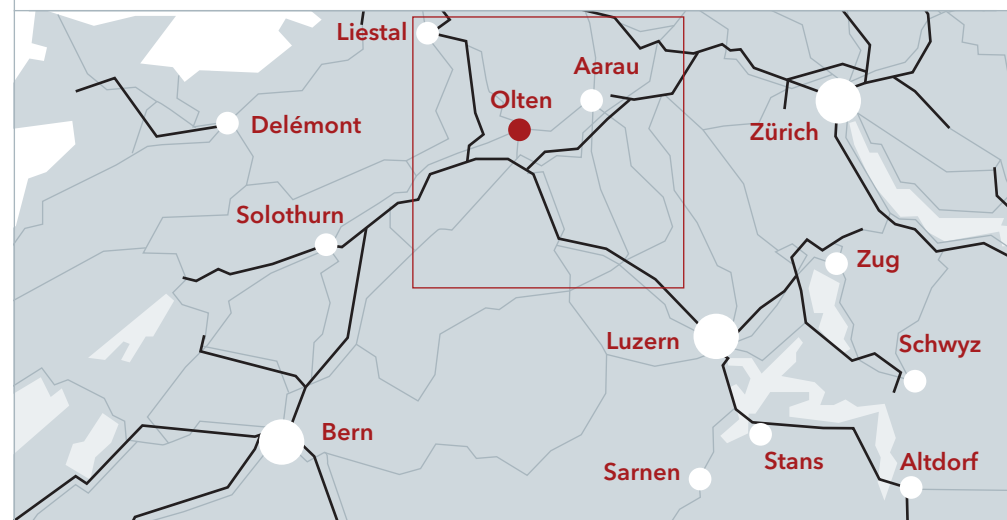 Liestal
Aarau
Olten
Delémont
Zürich
Solothurn
Zug
Luzern
Schwyz
Bern
Stans
Sarnen
Altdorf